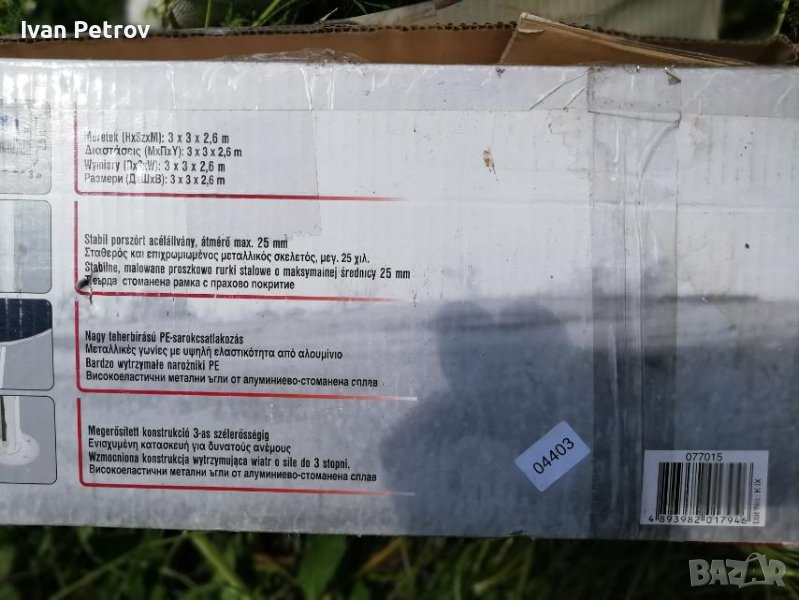 Ivan Petrov
Meretek (HxSzxM): 3 x 3 x 2,6 m
Διαστάσεις (ΜxΠxΥ): 3 x 3 x 2,6 m
Wymiary 3 x 3 x 2,6 m
Размери 3 x 3 x 2,6 m
Stabil porszórt acélállvány, átmérő max. 25 mm
Σταθερός και επιχρωμιωμένος μεταλλικός σκελετός, μεγ. 25 χιλ.
Stabilne, malowane proszkowo rurki stalowe o maksymalnej średnicy 25 mm
Твърда стоманена рамка с прахово покритие
Nagy teherbírású PE-sarokcsatlakozás
Μεταλλικές γωνίες με υψηλή ελαστικότητα από αλουμίνιο
Bardzo wytrzymałe narożniki PE
Високоеластични метални ъгли от алуминиево-стоманена сплав
Megerősített konstrukció 3-as szélerősségig
Ενισχυμένη κατασκευή για δυνατούς ανέμους
Wzmocniona konstrukcja wytrzymująca wiatr o sile do 3 stopni.
Високоеластични метални ъгли от алуминиево-стоманена сплав
04403
077015
4 893982 017946
Lot No.: K IX
BAZAR